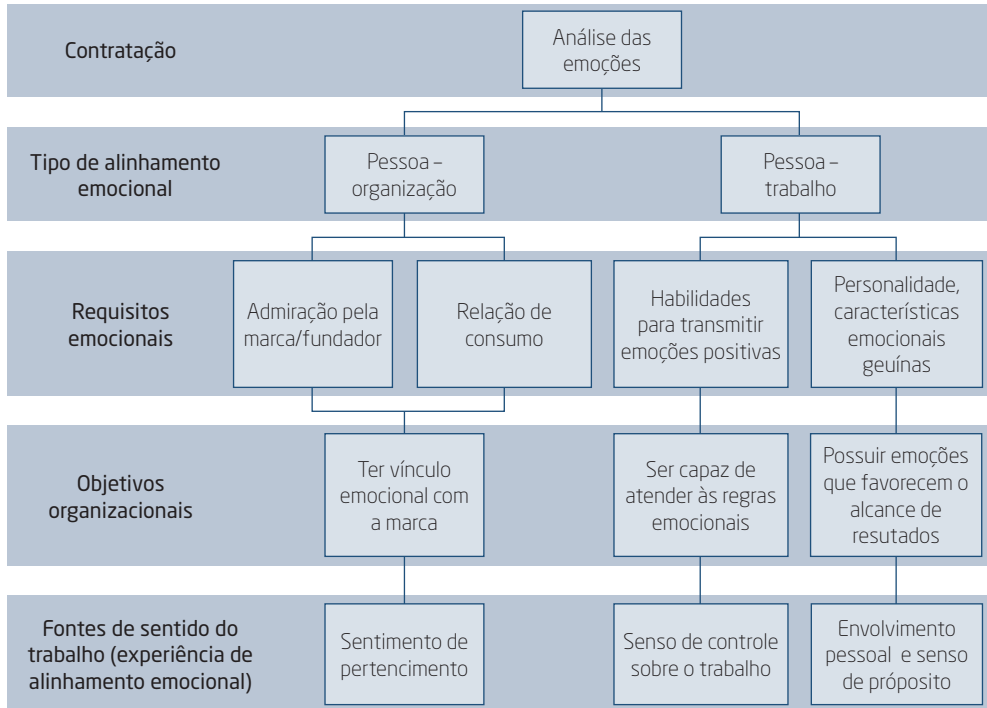 Contratação
Análise das
emoções
Tipo de alinhamento
emocional
Pessoa –
organização
Pessoa –
trabalho
Requisitos
emocionais
Admiração pela
marca/fundador
Relação de
consumo
Habilidades
para transmitir
emoções positivas
Personalidade,
características
emocionais
geuínas
Objetivos
organizacionais
Ter vínculo
emocional com
a marca
Ser capaz de
atender às regras
emocionais
Possuir emoções
que favorecem o
alcance de
resutados
Fontes de sentido do
trabalho (experiência de
alinhamento emocional)
Sentimento de
pertencimento
Senso de controle
sobre o trabalho
Envolvimento
pessoal e senso
de próposito